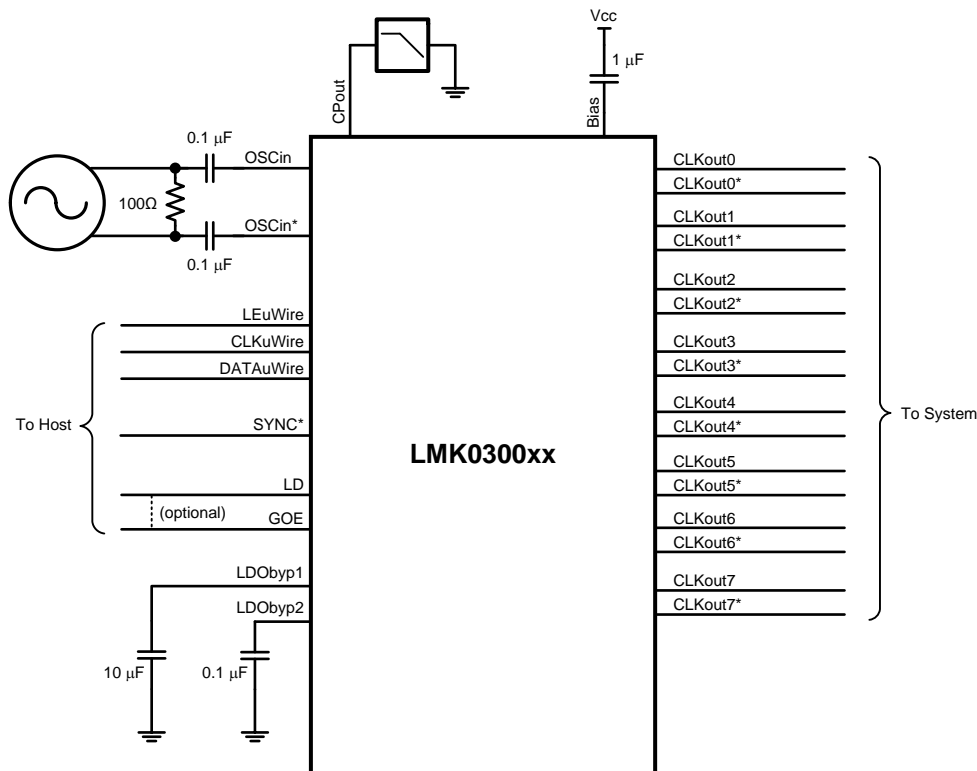 Vcc
1 μF
CPout
Bias
0.1 μF
OSCin
100Ω
OSCin*
0.1 μF
LEuWire
CLKuWire
DATAuWire
To Host
SYNC*
LD
(optional)
GOE
LDObyp1
LDObyp2
10 μF
0.1 μF
LMK0300xx
CLKout0
CLKout0*
CLKout1
CLKout1*
CLKout2
CLKout2*
CLKout3
CLKout3*
CLKout4
CLKout4*
CLKout5
CLKout5*
CLKout6
CLKout6*
CLKout7
CLKout7*
To System